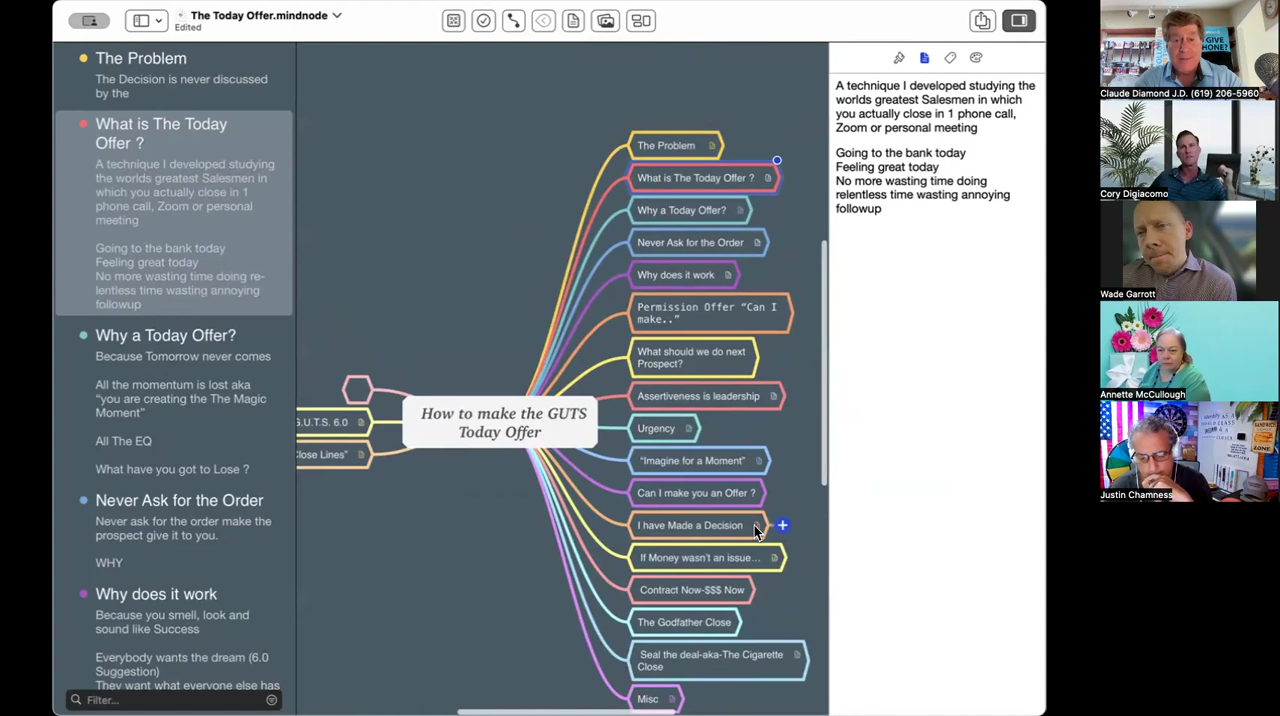 The Today Offer.mindnode
Edited
The Problem
The Decision is never discussed
by the
What is The Today
Offer ?
A technique I developed studying
the worlds greatest Salesmen in
which you actually close in 1
phone call, Zoom or personal
meeting
Going to the bank today
Feeling great today
No more wasting time doing re-
lentless time wasting annoying
followup
Why a Today Offer?
Because Tomorrow never comes
All the momentum is lost aka
“you are creating the The Magic
Moment”
All The EQ
What have you got to Lose ?
Never Ask for the Order
Never ask for the order make the
prospect give it to you.
WHY
Why does it work
Because you smell, look and
sound like Success
Everybody wants the dream (6.0
Suggestion)
They want what everyone else has
Filter...
G.U.T.S. 6.0
Close Lines”
How to make the GUTS
Today Offer
The Problem
What is The Today Offer ?
Why a Today Offer?
Never Ask for the Order
Why does it work
Permission Offer “Can I
make..”
What should we do next
Prospect?
Assertiveness is leadership
Urgency
“Imagine for a Moment”
Can I make you an Offer ?
I have Made a Decision
If Money wasn’t an issue…
Contract Now-$$$ Now
The Godfather Close
Seal the deal-aka-The Cigarette
Close
Misc
A technique I developed studying the
worlds greatest Salesmen in which
you actually close in 1 phone call,
Zoom or personal meeting
Going to the bank today
Feeling great today
No more wasting time doing
relentless time wasting annoying
followup
GIVE
PHONE?
Claude Diamond J.D. (619) 206-5960
Cory Digiacomo
Wade Garrott
Annette McCullough
SANDWICH
ZONE
Justin Chamness